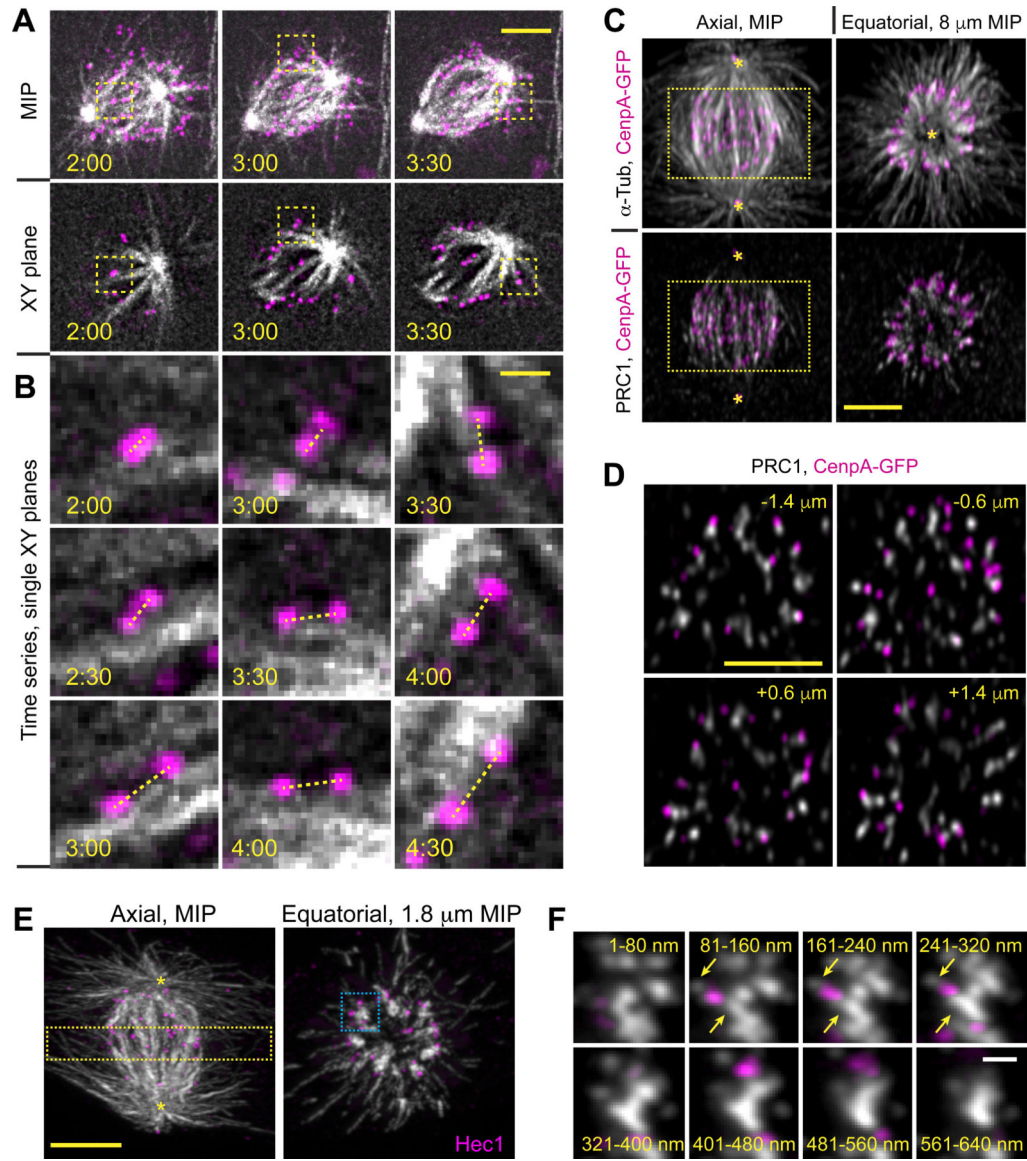 A
MIP
2:00
3:00
3:30
XY plane
2:00
3:00
3:30
B
Time series, single XY planes
2:00
3:00
3:30
2:30
3:30
4:00
3:00
4:00
4:30
C
Axial, MIP
Equatorial, 8 μm MIP
α-Tub, CenpA-GFP
*
*
*
PRC1, CenpA-GFP
*
*
D
PRC1, CenpA-GFP
-1.4 μm
-0.6 μm
+0.6 μm
+1.4 μm
E
Axial, MIP
Equatorial, 1.8 μm MIP
*
*
Hec1
F
1-80 nm
81-160 nm
161-240 nm
241-320 nm
321-400 nm
401-480 nm
481-560 nm
561-640 nm